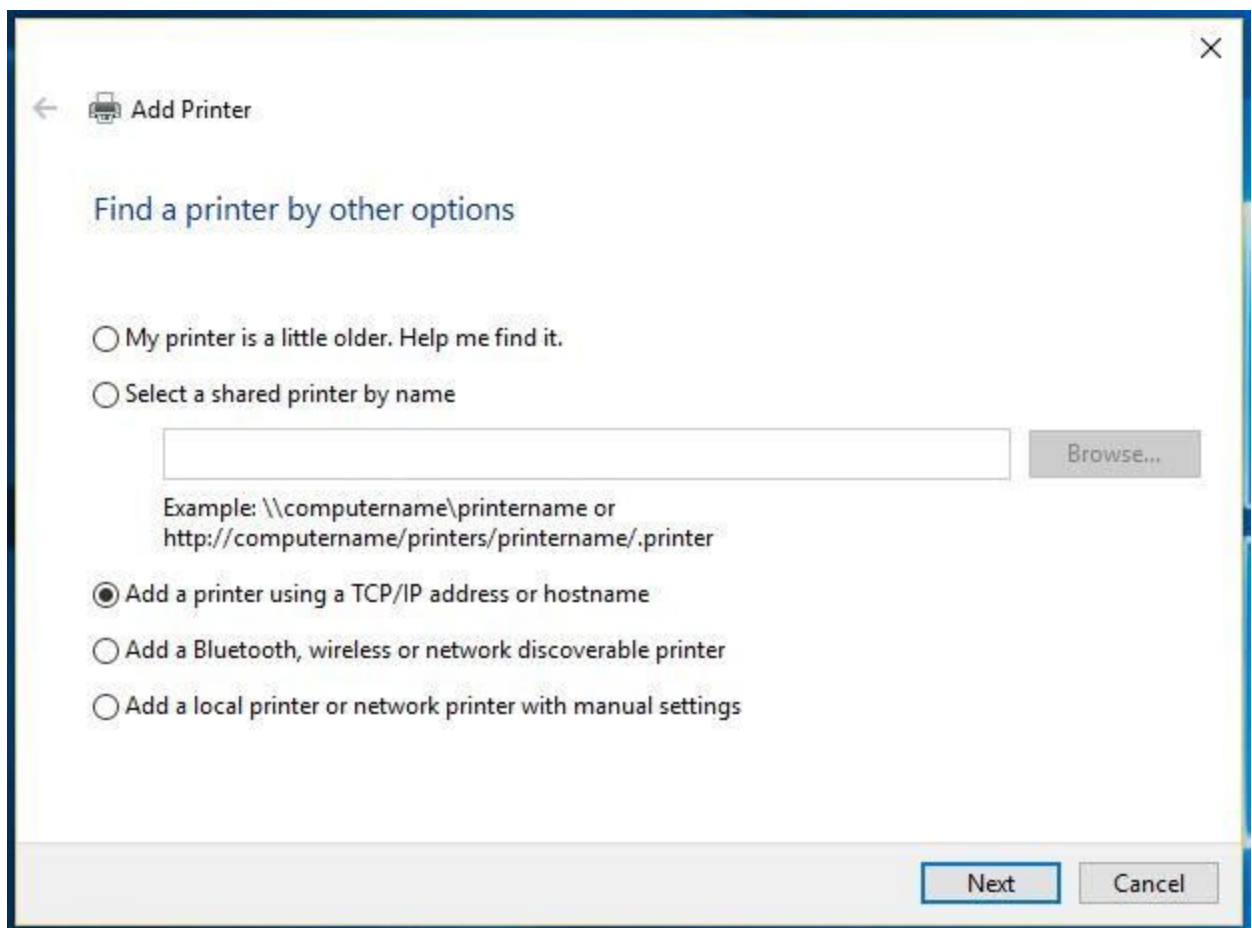 Add Printer
Find a printer by other options
My printer is a little older. Help me find it.
Select a shared printer by name
Browse...
Example: \\computername\printername or
http://computername/printers/printername/.printer
Add a printer using a TCP/IP address or hostname
Add a Bluetooth, wireless or network discoverable printer
Add a local printer or network printer with manual settings
Next
Cancel